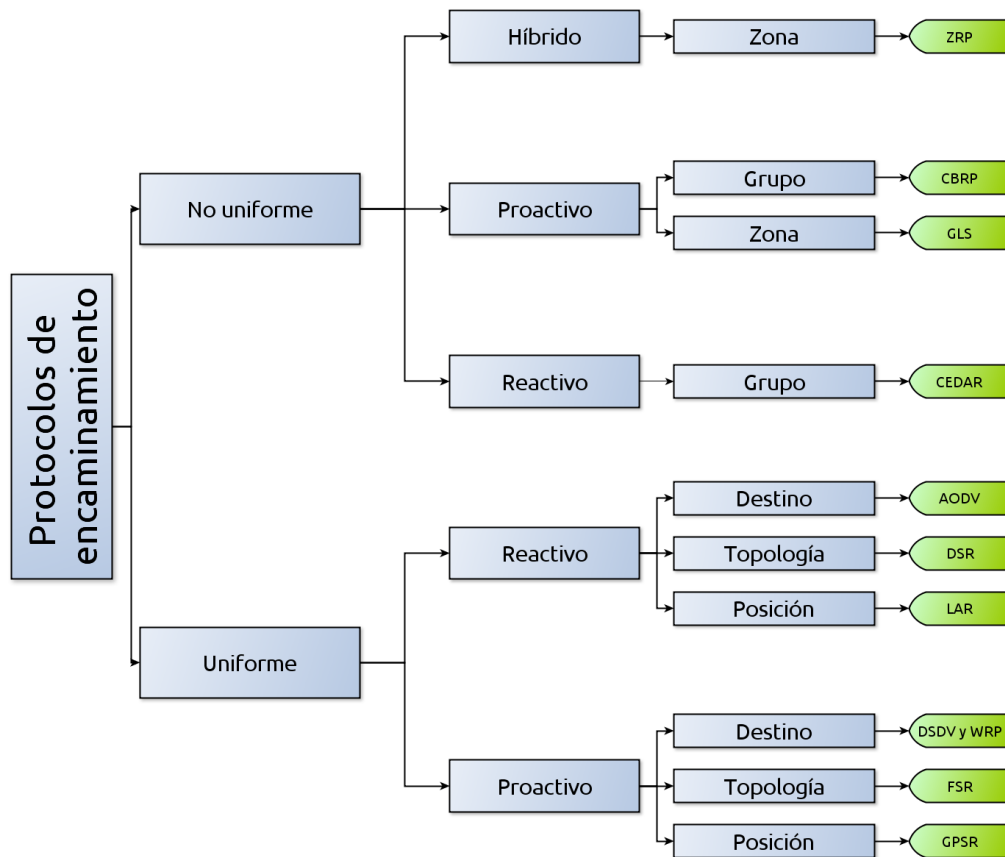 Híbrido
Zona
ZRP
No uniforme
Proactivo
Grupo
CBRP
Zona
GLS
Reactivo
Grupo
CEDAR
Protocolos de
encaminamiento
Uniforme
Reactivo
Destino
AODV
Topología
DSR
Posición
LAR
Proactivo
Destino
DSDV y WRP
Topología
FSR
Posición
GPSR